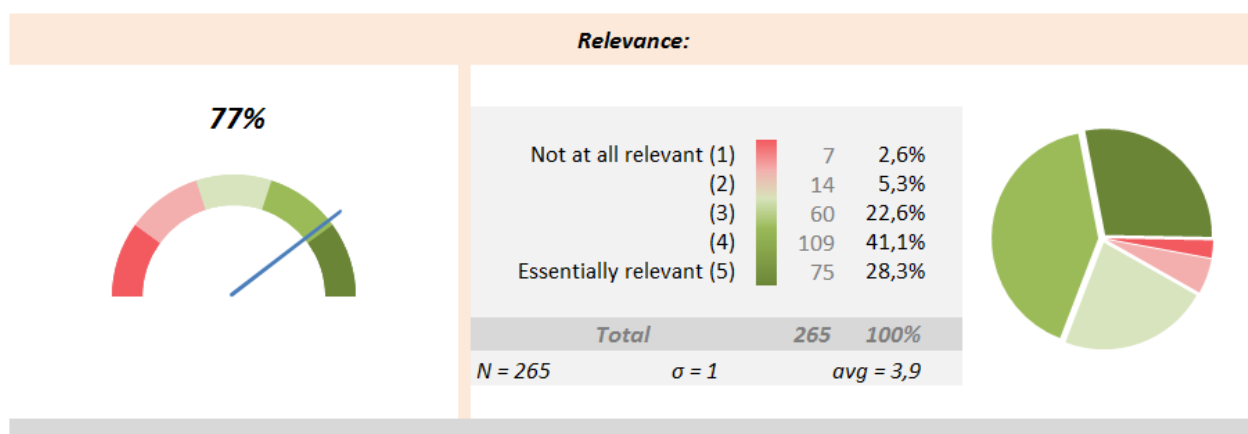 Relevance:
77%
Not at all relevant (1) 7 2,6%
(2) 14 5,3%
(3) 60 22,6%
(4) 109 41,1%
Essentially relevant (5) 75 28,3%
Total 265 100%
N = 265 σ = 1 avg = 3,9